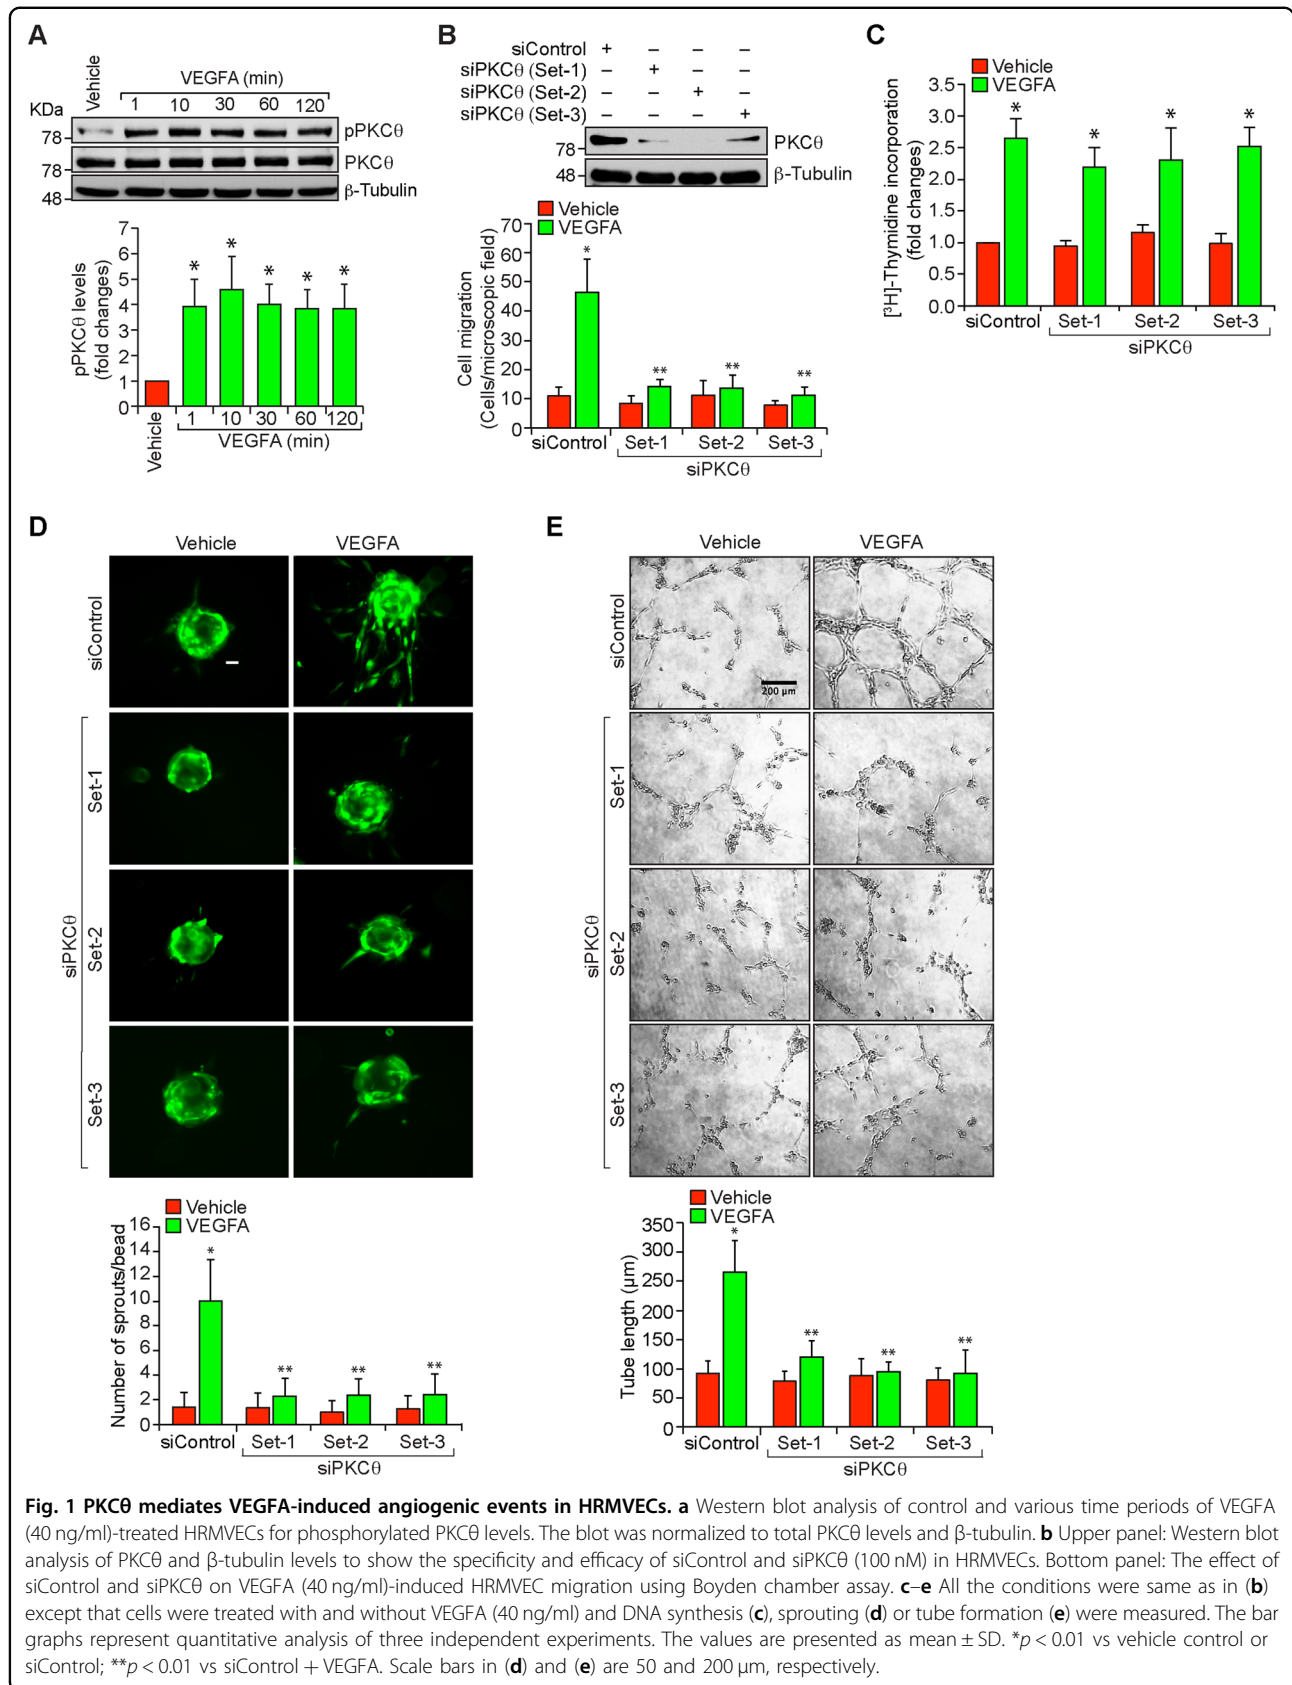 A
Vehicle
VEGFA (min)
1 10 30 60 120
KDa
78 pPKCθ
78 PKCθ
48 β-Tubulin
pPKCθ levels
(fold changes)
7
6
5
4
3
2
1
0
* * * * *
Vehicle
1 10 30 60 120
VEGFA (min)
B
siControl + – – –
siPKCθ (Set-1) – + – –
siPKCθ (Set-2) – – + –
siPKCθ (Set-3) – – – +
78 PKCθ
48 β-Tubulin
Vehicle
VEGFA
Cell migration
(Cells/microscopic field)
70
60
50
40
30
20
10
0
* ** ** **
siControl Set-1 Set-2 Set-3
siPKCθ
C
Vehicle
VEGFA
[³H]-Thymidine incorporation
(fold changes)
3.5
3.0
2.5
2.0
1.5
1.0
0.5
0.0
* * * *
siControl Set-1 Set-2 Set-3
siPKCθ
D
Vehicle VEGFA
siControl
siPKCθ
Set-1
Set-2
Set-3
Vehicle
VEGFA
Number of sprouts/bead
16
14
12
10
8
6
4
2
0
* ** ** **
siControl Set-1 Set-2 Set-3
siPKCθ
E
Vehicle VEGFA
siControl
200 µm
siPKCθ
Set-1
Set-2
Set-3
Vehicle
VEGFA
Tube length (µm)
350
300
250
200
150
100
50
0
* ** ** **
siControl Set-1 Set-2 Set-3
siPKCθ
Fig. 1 PKCθ mediates VEGFA-induced angiogenic events in HRMVECs. a Western blot analysis of control and various time periods of VEGFA
(40 ng/ml)-treated HRMVECs for phosphorylated PKCθ levels. The blot was normalized to total PKCθ levels and β-tubulin. b Upper panel: Western blot
analysis of PKCθ and β-tubulin levels to show the specificity and efficacy of siControl and siPKCθ (100 nM) in HRMVECs. Bottom panel: The effect of
siControl and siPKCθ on VEGFA (40 ng/ml)-induced HRMVEC migration using Boyden chamber assay. c–e All the conditions were same as in (b)
except that cells were treated with and without VEGFA (40 ng/ml) and DNA synthesis (c), sprouting (d) or tube formation (e) were measured. The bar
graphs represent quantitative analysis of three independent experiments. The values are presented as mean ± SD. *p < 0.01 vs vehicle control or
siControl; **p < 0.01 vs siControl + VEGFA. Scale bars in (d) and (e) are 50 and 200 µm, respectively.